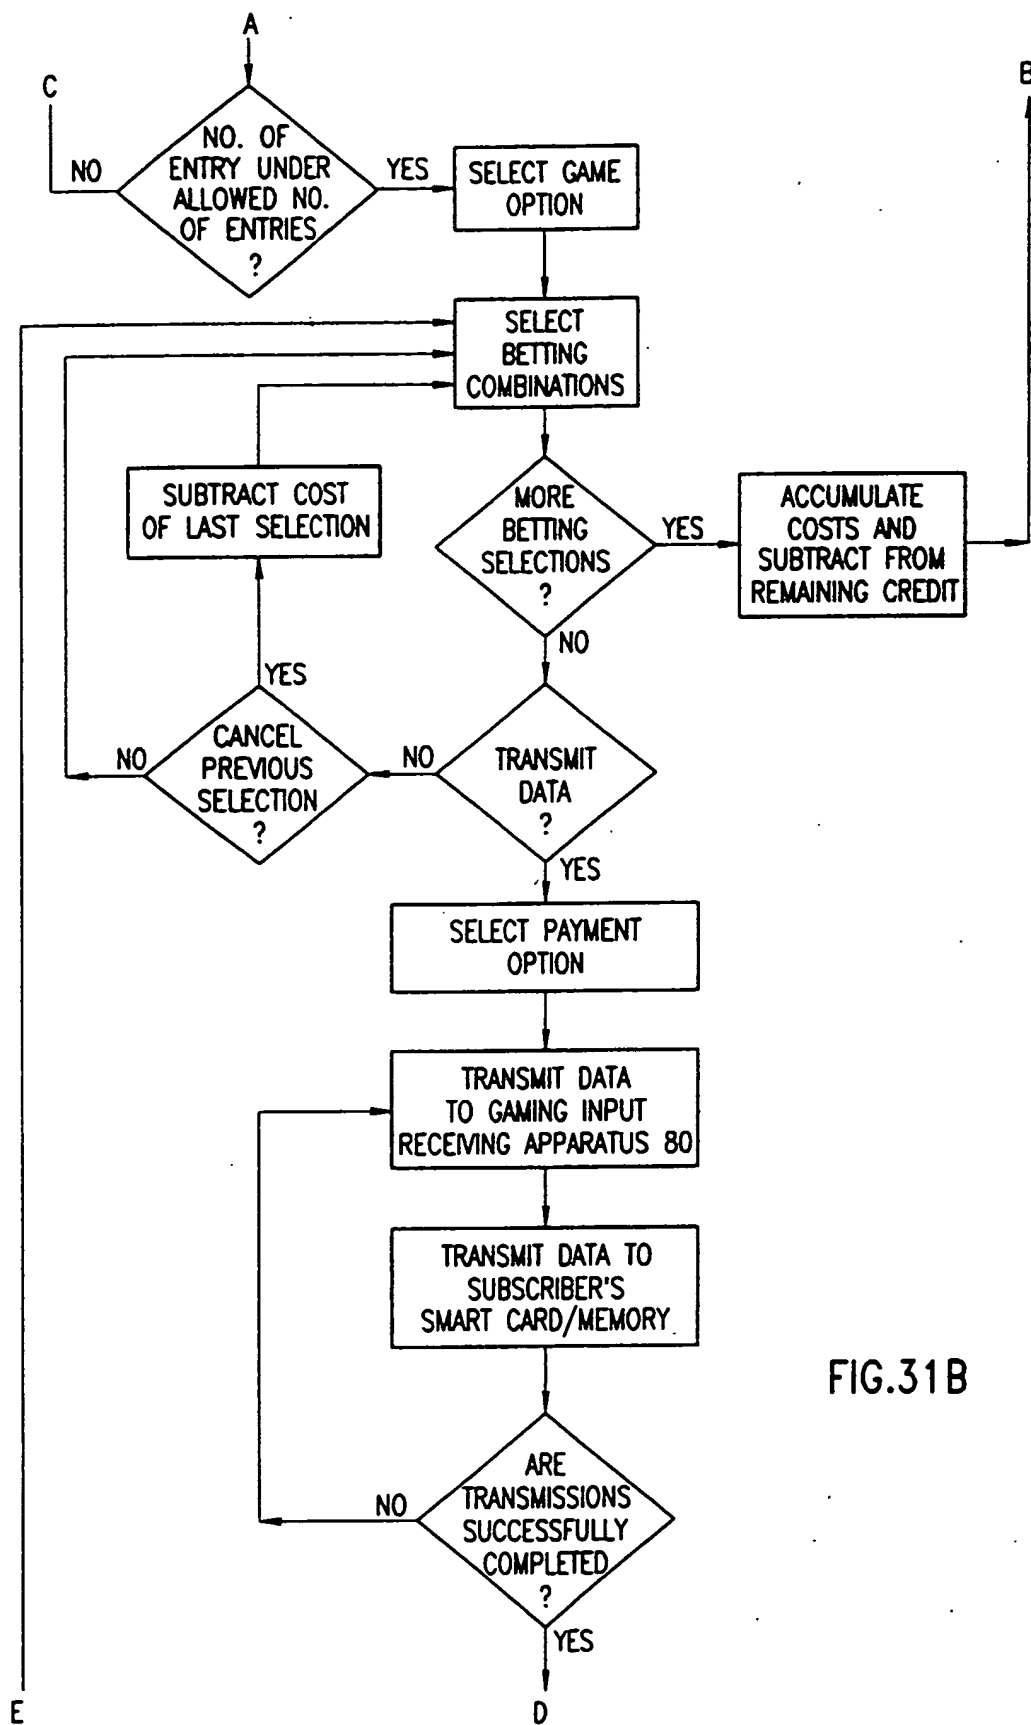 A
C
B
NO. OF
ENTRY UNDER
ALLOWED NO.
OF ENTRIES
?
NO
YES
SELECT GAME
OPTION
SELECT
BETTING
COMBINATIONS
SUBTRACT COST
OF LAST SELECTION
MORE
BETTING
SELECTIONS
?
YES
ACCUMULATE
COSTS AND
SUBTRACT FROM
REMAINING CREDIT
NO
YES
CANCEL
PREVIOUS
SELECTION
?
NO
NO
TRANSMIT
DATA
?
YES
SELECT PAYMENT
OPTION
TRANSMIT DATA
TO GAMING INPUT
RECEIVING APPARATUS 80
TRANSMIT DATA TO
SUBSCRIBER'S
SMART CARD/MEMORY
FIG.31B
ARE
TRANSMISSIONS
SUCCESSFULLY
COMPLETED
?
NO
YES
E
D